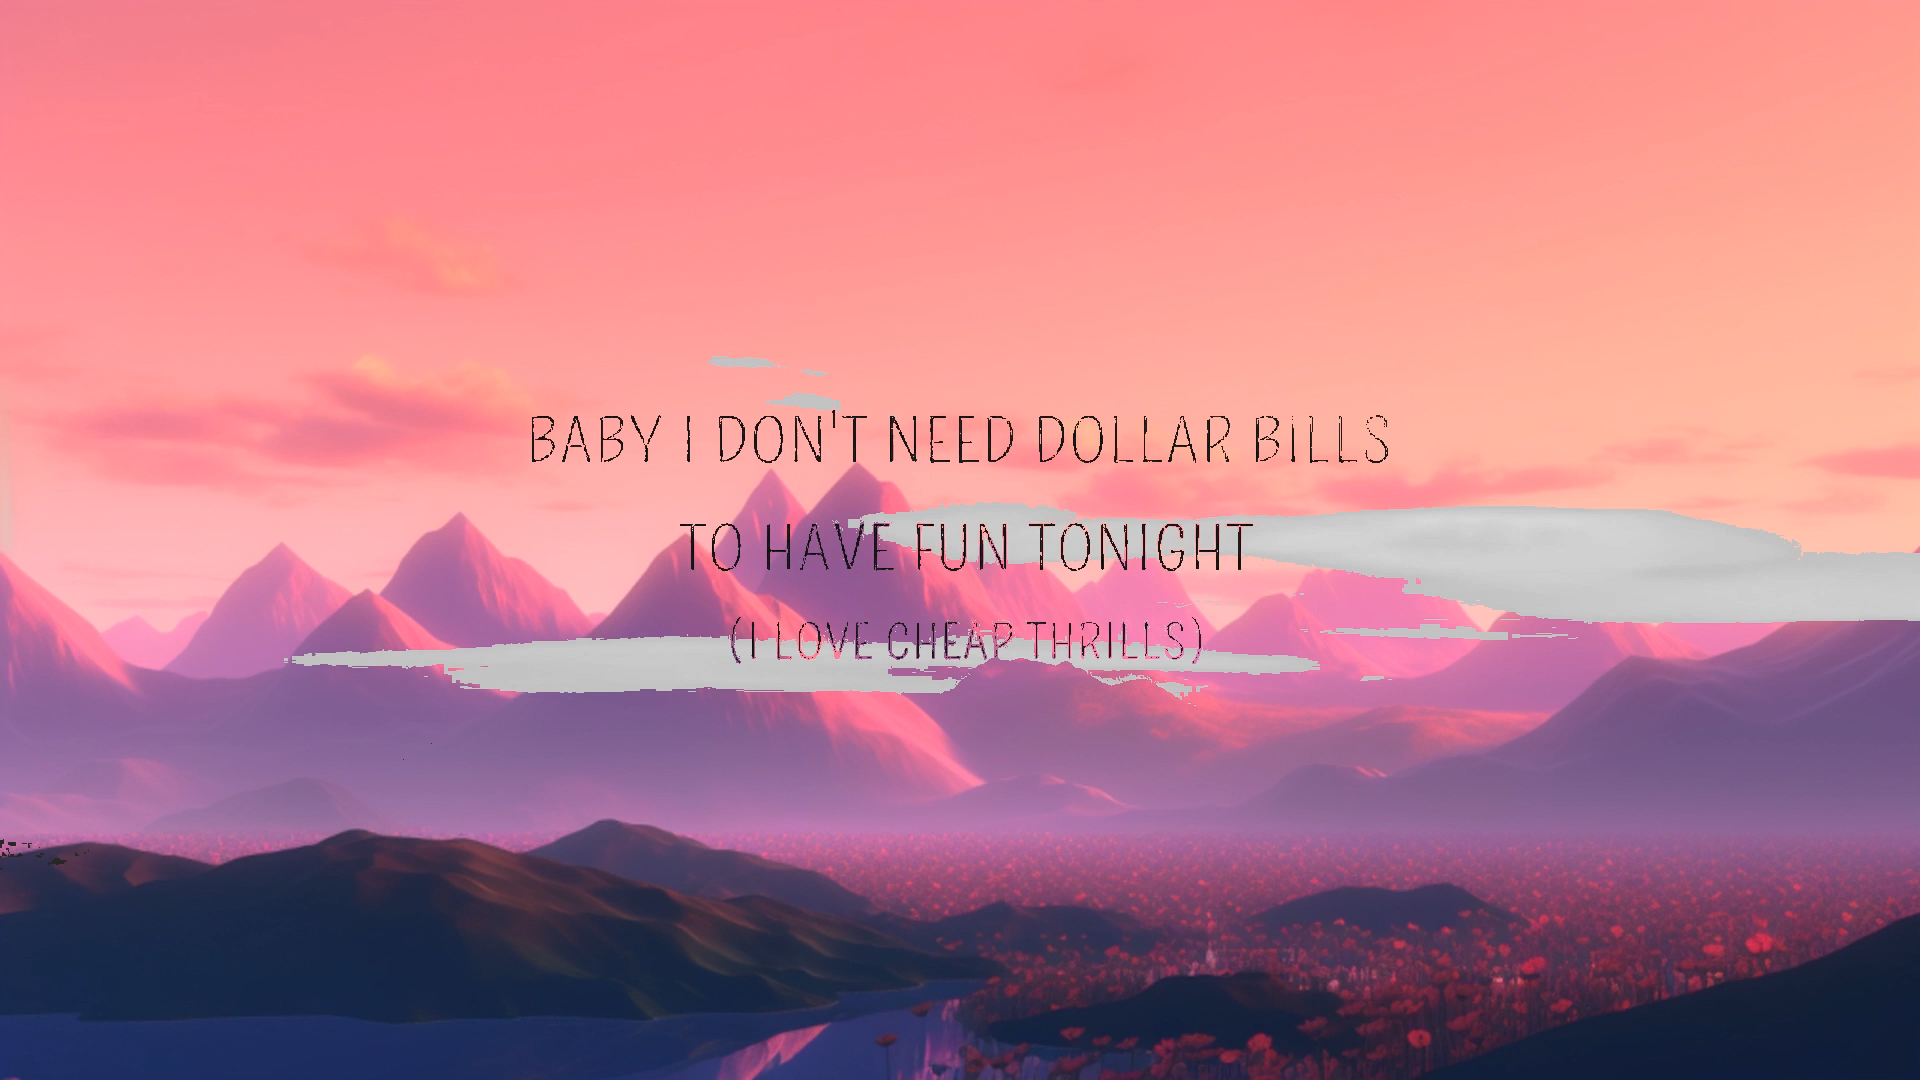 BABY I DON'T NEED DOLLAR BILLS
TO HAVE FUN TONIGHT
(I LOVE CHEAP THRILLS)